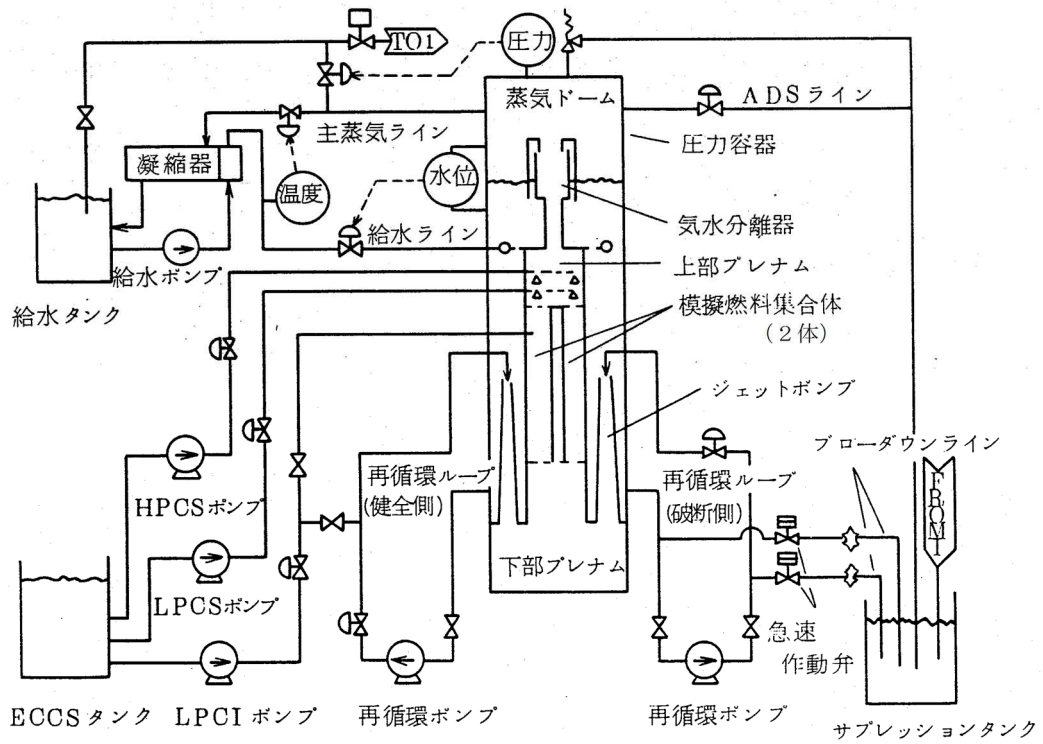 TO1
圧力
蒸気ドーム
ADSライン
主蒸気ライン
圧力容器
凝縮器
水位
温度
気水分離器
給水ライン
給水ポンプ
上部プレナム
給水タンク
模擬燃料集合体
(2体)
ジェットポンプ
ブローダウンライン
再循環ループ
(健全側)
再循環ループ
(破断側)
FROM1
HPCSポンプ
下部プレナム
LPCSポンプ
急速
作動弁
ECCSタンク
LPCIポンプ
再循環ポンプ
再循環ポンプ
サプレッションタンク